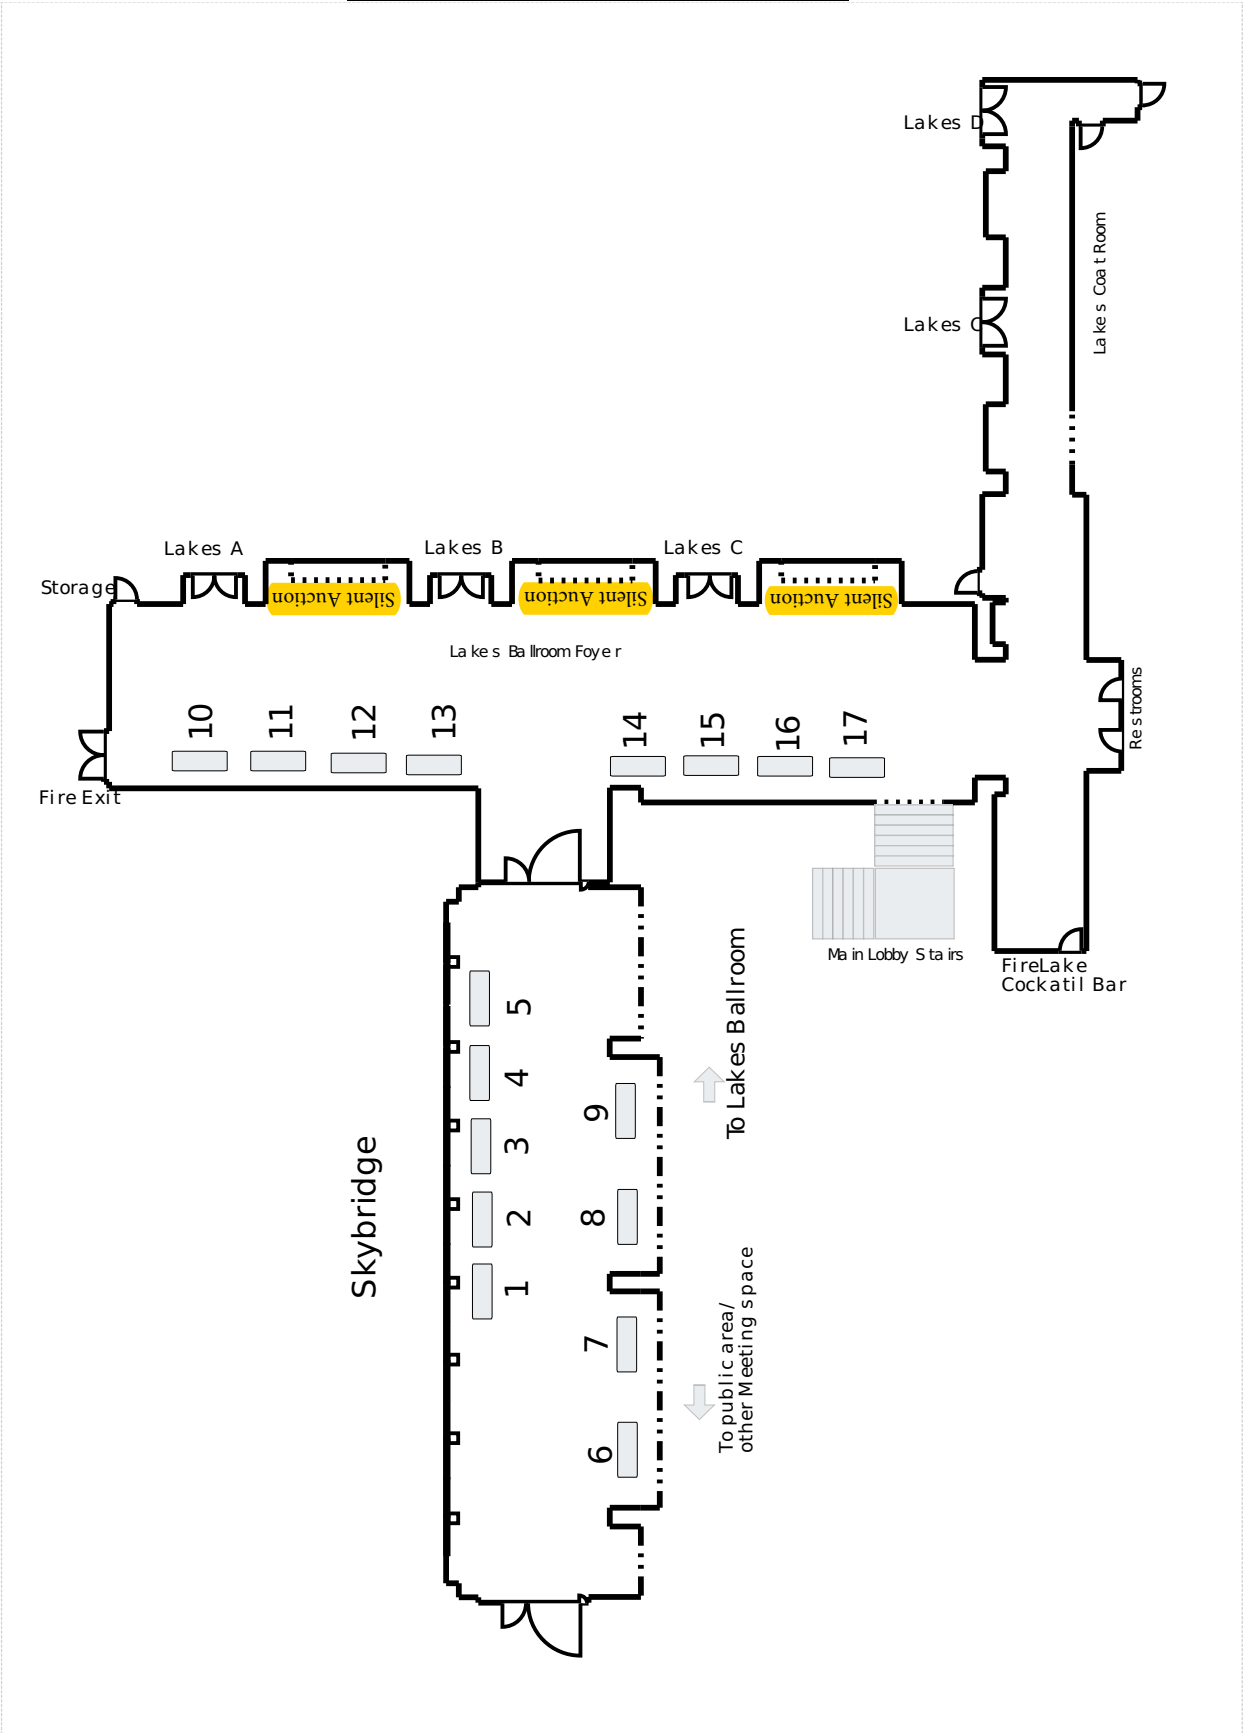 Lakes D
Lakes Coat Room
Lakes C
Lakes A
Lakes B
Lakes C
Storage
Silent Auction
Silent Auction
Silent Auction
Lakes Ballroom Foyer
Restrooms
10
11
12
13
14
15
16
17
Fire Exit
Main Lobby Stairs
FireLake
Cockatil Bar
To Lakes Ballroom
5
4
3
2
1
9
8
7
6
Skybridge
To public area/
other Meeting space